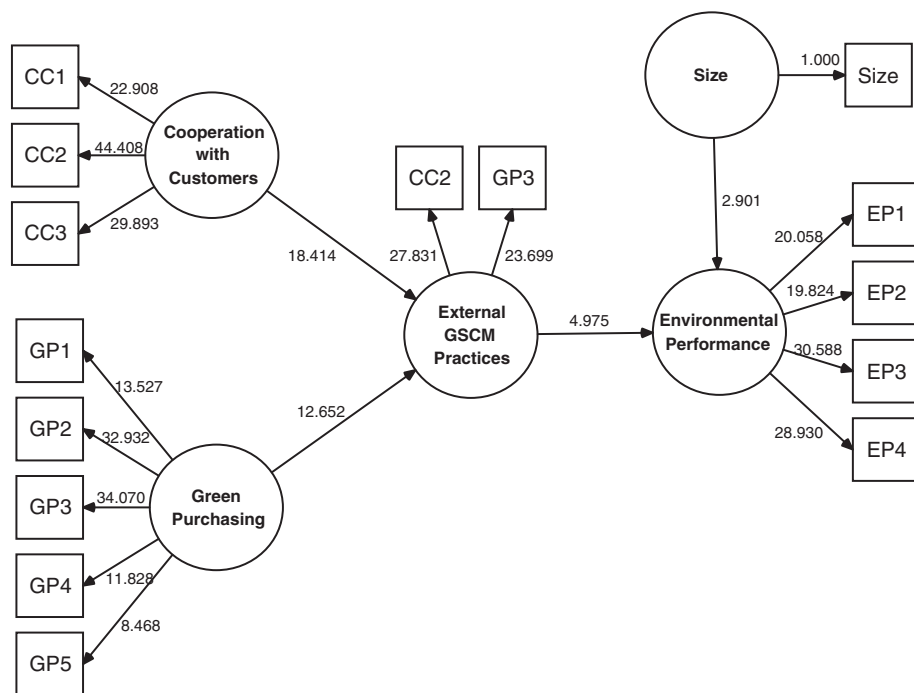 CC1
22.908
CC2
44.408
CC3
29.893
Cooperation
with
Customers
18.414
GP1
13.527
GP2
32.932
GP3
34.070
GP4
11.828
GP5
8.468
Green
Purchasing
12.652
CC2
GP3
27.831
23.699
External
GSCM
Practices
4.975
Size
1.000
Size
2.901
Environmental
Performance
EP1
20.058
EP2
19.824
EP3
30.588
EP4
28.930